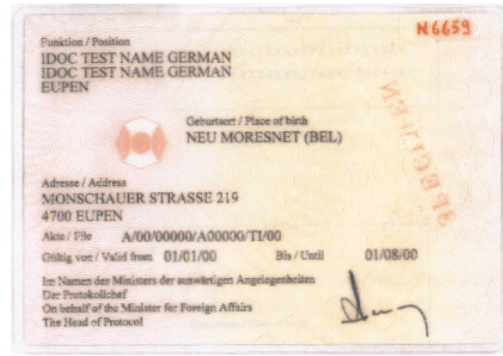 N6659
Funktion / Position
IDOC TEST NAME GERMAN
IDOC TEST NAME GERMAN
EUPEN
Geburtsort / Place of birth
NEU MORESNET (BEL)
Adresse / Address
MONSCHAUER STRASSE 219
4700 EUPEN
Akte / File A/00/00000/A00000/TI/00
Gültig von / Valid from 01/01/00 Bis / Until 01/08/00
Im Namen des Ministers der auswärtigen Angelegenheiten
Der Protokollchef
On behalf of the Minister for Foreign Affairs
The Head of Protocol